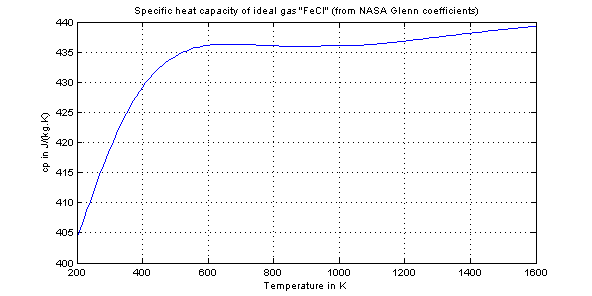 Specific heat capacity of ideal gas "FeCl" (from NASA Glenn coefficients)
440
435
430
425
420
415
410
405
400
cp in J/(kg.K)
200 400 600 800 1000 1200 1400 1600
Temperature in K